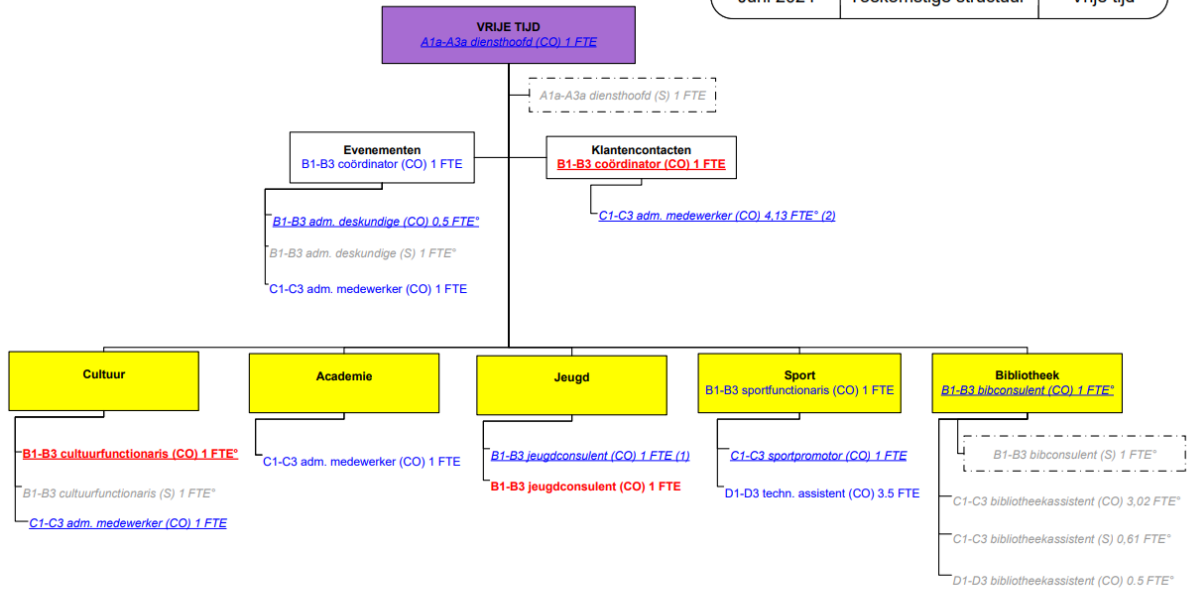 Juni 2021 Toekomstige structuur Vrije tijd
VRIJE TIJD
A1a-A3a diensthoofd (CO) 1 FTE
A1a-A3a diensthoofd (S) 1 FTE
Evenementen
B1-B3 coördinator (CO) 1 FTE
Klantencontacten
B1-B3 coördinator (CO) 1 FTE
B1-B3 adm. deskundige (CO) 0,5 FTE°
B1-B3 adm. deskundige (S) 1 FTE°
C1-C3 adm. medewerker (CO) 1 FTE
C1-C3 adm. medewerker (CO) 4,13 FTE° (2)
Cultuur
B1-B3 cultuurfunctionaris (CO) 1 FTE°
B1-B3 cultuurfunctionaris (S) 1 FTE°
C1-C3 adm. medewerker (CO) 1 FTE
Academie
C1-C3 adm. medewerker (CO) 1 FTE
Jeugd
B1-B3 jeugdconsulent (CO) 1 FTE (1)
B1-B3 jeugdconsulent (CO) 1 FTE
Sport
B1-B3 sportfunctionaris (CO) 1 FTE
C1-C3 sportpromotor (CO) 1 FTE
D1-D3 techn. assistent (CO) 3.5 FTE
Bibliotheek
B1-B3 bibconsulent (CO) 1 FTE°
B1-B3 bibconsulent (S) 1 FTE°
C1-C3 bibliotheekassistent (CO) 3,02 FTE°
C1-C3 bibliotheekassistent (S) 0,61 FTE°
D1-D3 bibliotheekassistent (CO) 0.5 FTE°